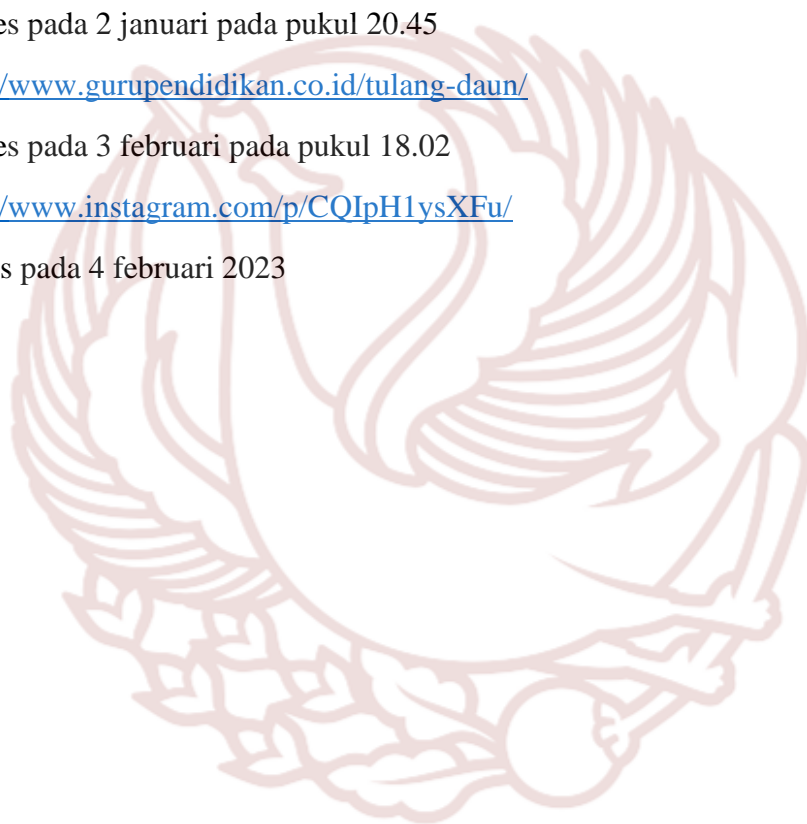 es pada 2 januari pada pukul 20.45
/www.gurupendidikan.co.id/tulang-daun/
es pada 3 februari pada pukul 18.02
/www.instagram.com/p/CQIpH1ysXFu/
s pada 4 februari 2023